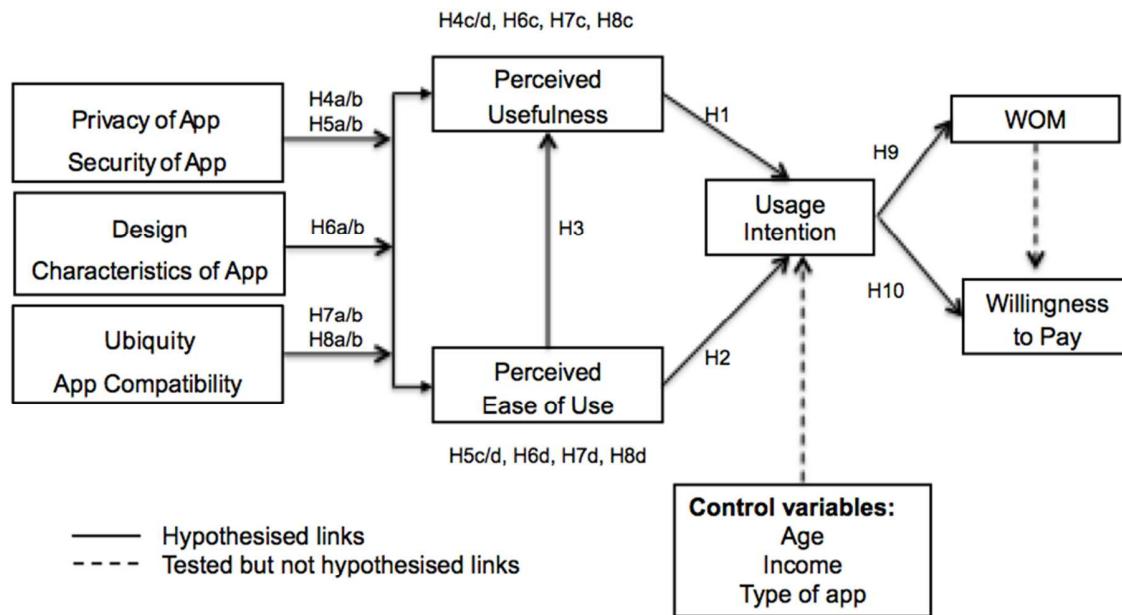 H4c/d, H6c, H7c, H8c
Privacy of App
Security of App
H4a/b
H5a/b
Perceived
Usefulness
H1
WOM
H9
Design
Characteristics of App
H6a/b
H3
Usage
Intention
H10
Ubiquity
App Compatibility
H7a/b
H8a/b
Perceived
Ease of Use
H2
Willingness
to Pay
H5c/d, H6d, H7d, H8d
Control variables:
Age
Income
Type of app
Hypothesised links
Tested but not hypothesised links